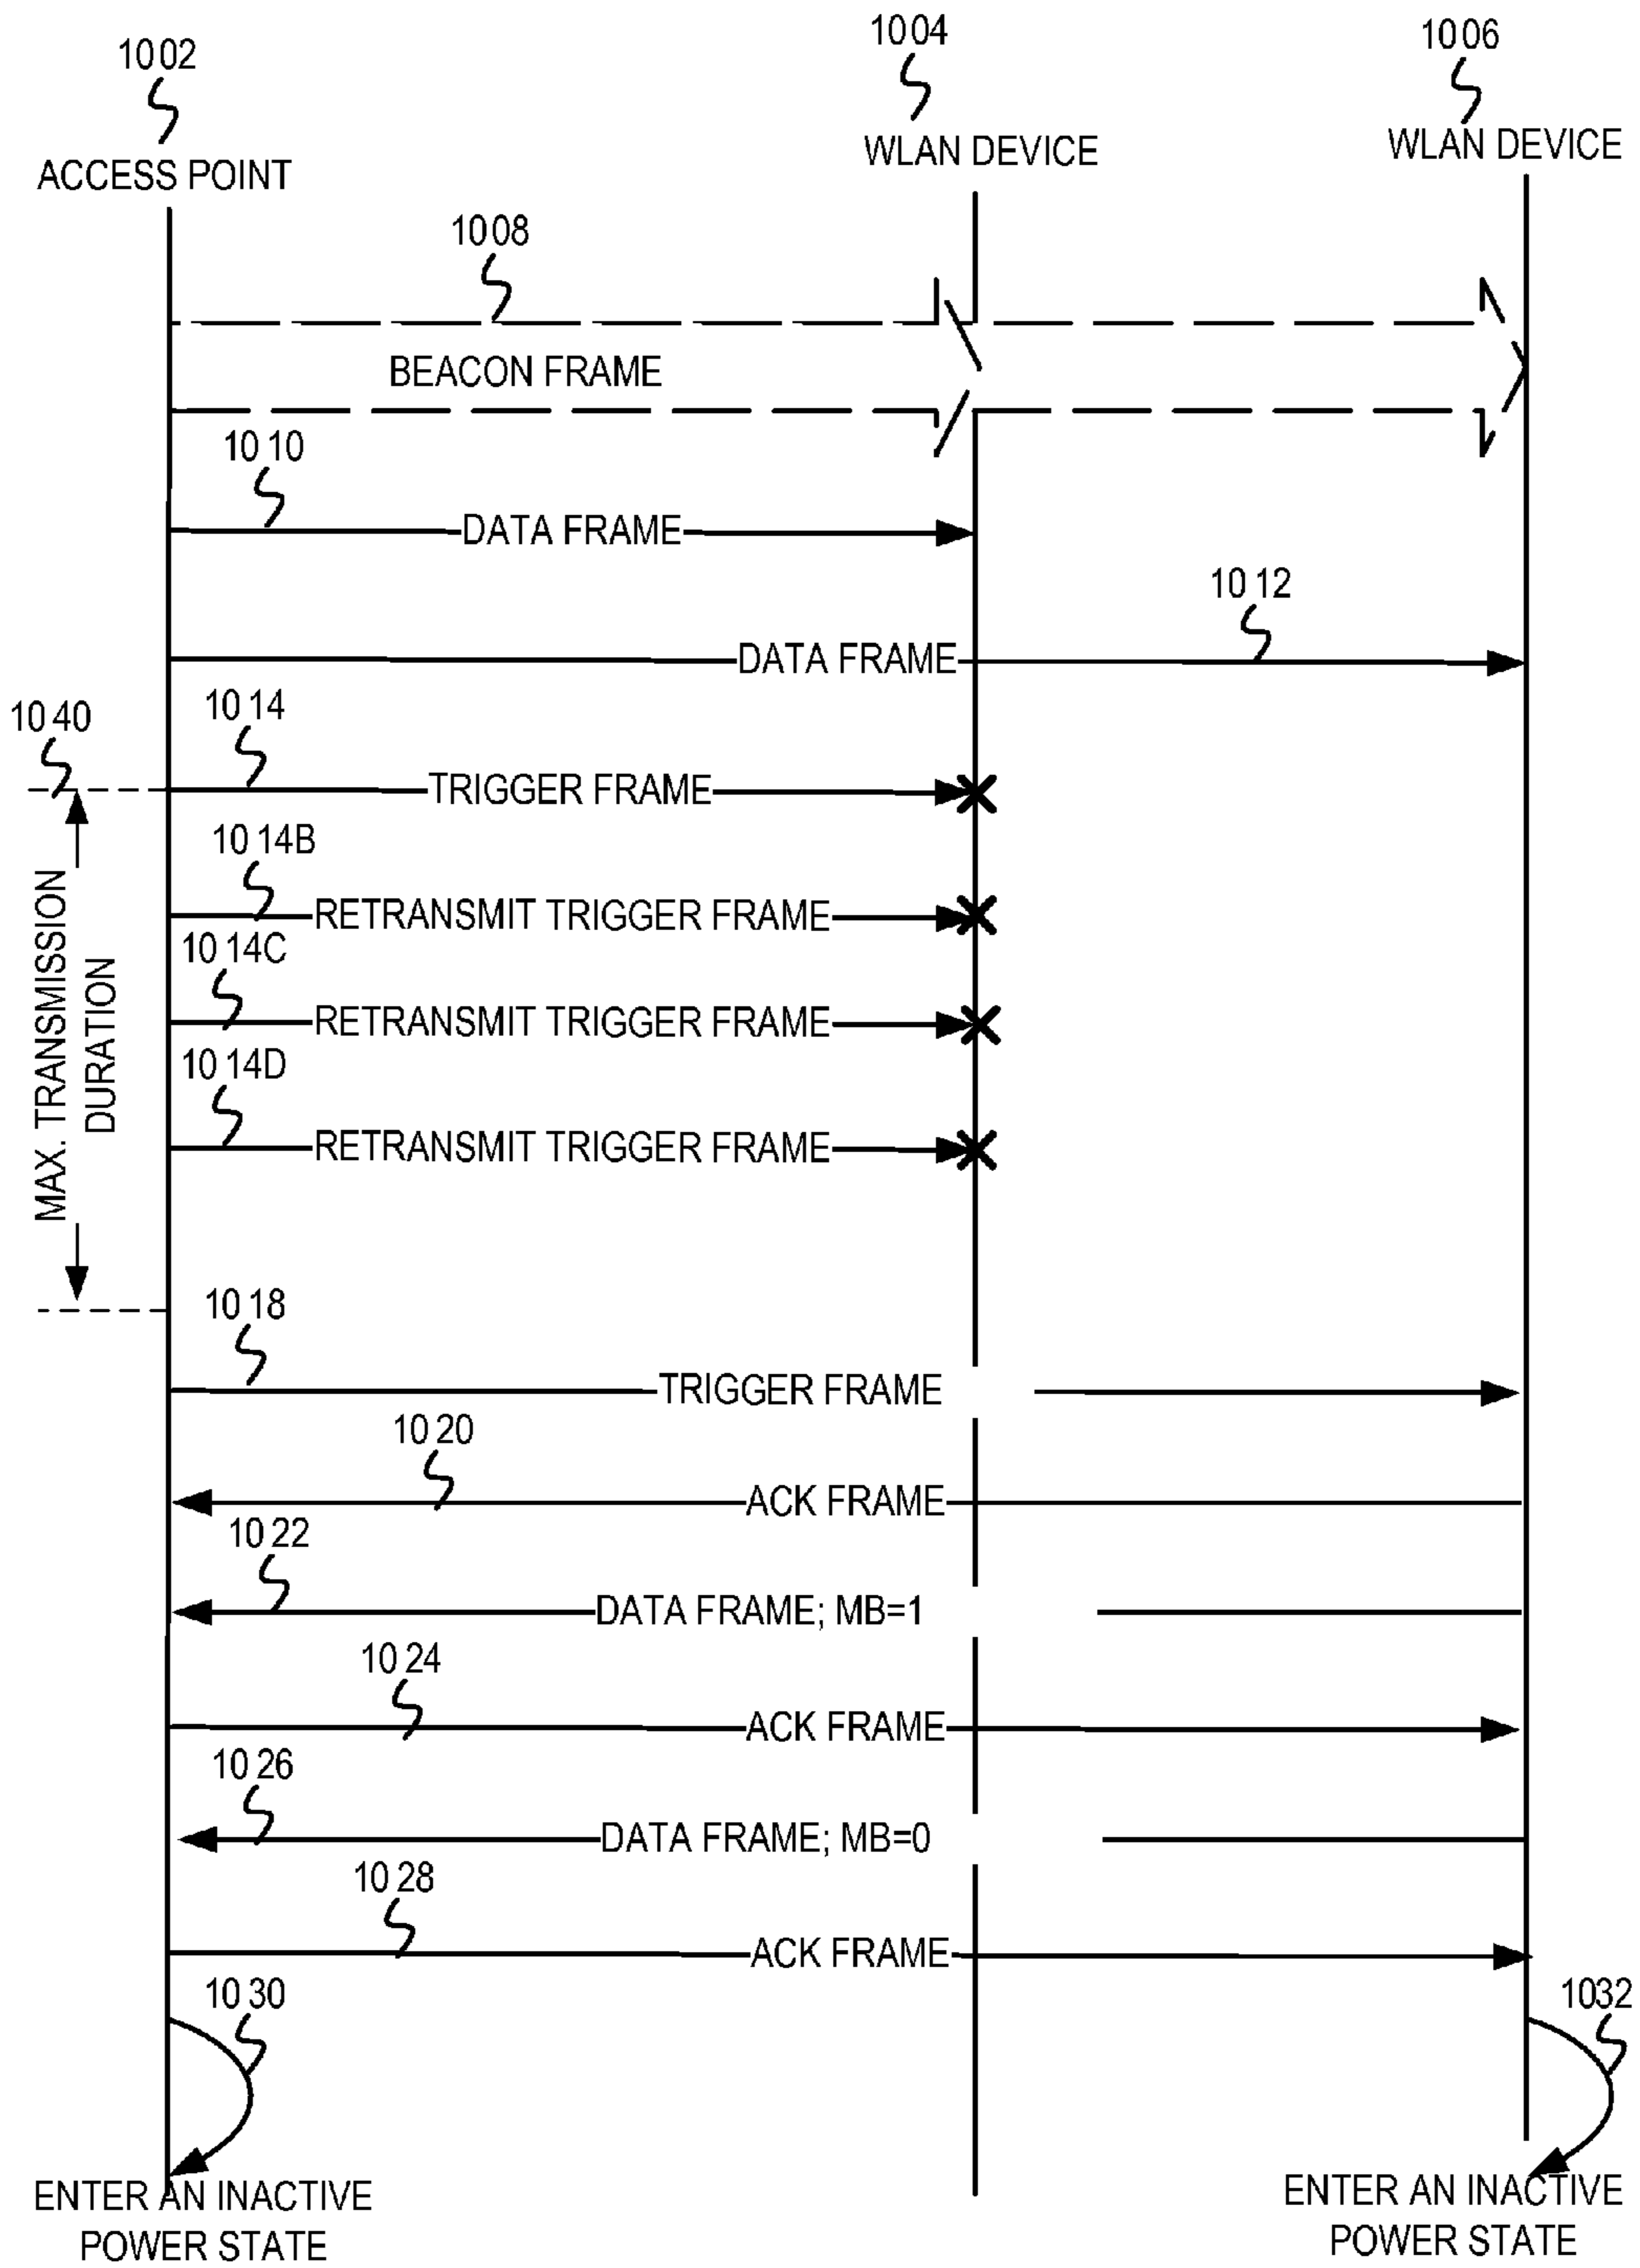 1002
1004
1006
ACCESS POINT
WLAN DEVICE
WLAN DEVICE
1008
BEACON FRAME
1010
DATA FRAME
1012
DATA FRAME
1040
1014
TRIGGER FRAME
MAX. TRANSMISSION
DURATION
1014B
RETRANSMIT TRIGGER FRAME
1014C
RETRANSMIT TRIGGER FRAME
1014D
RETRANSMIT TRIGGER FRAME
1018
TRIGGER FRAME
1020
ACK FRAME
1022
DATA FRAME; MB=1
1024
ACK FRAME
1026
DATA FRAME; MB=0
1028
ACK FRAME
1030
1032
ENTER AN INACTIVE
POWER STATE
ENTER AN INACTIVE
POWER STATE